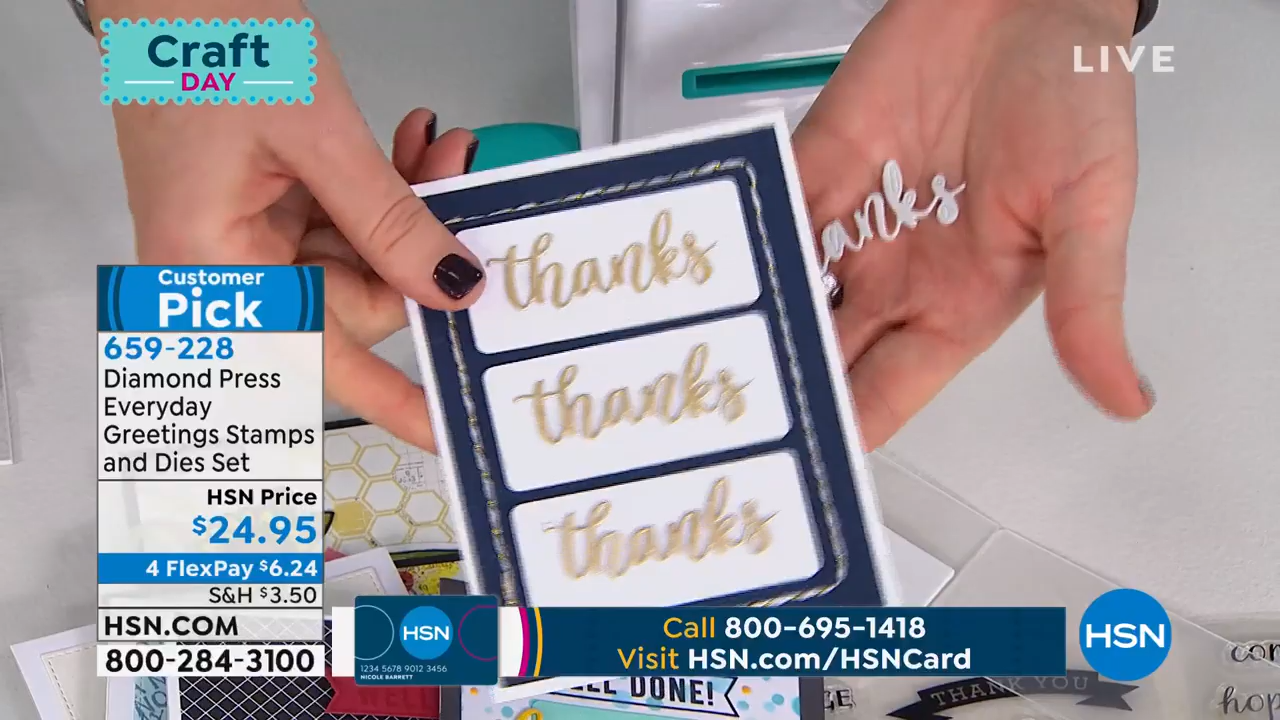 Craft
DAY
LIVE
thanks
anks
thanks
thanks
Customer
Pick
659-228
Diamond Press
Everyday
Greetings Stamps
and Dies Set
HSN Price
$24.95
4 FlexPay $6.24
S&H $3.50
HSN.COM
800-284-3100
HSN
1234 5678 9012 3456
NICOLE BARRETT
Call 800-695-1418
Visit HSN.com/HSNCard
HSN
LL DONE!
THANK YOU